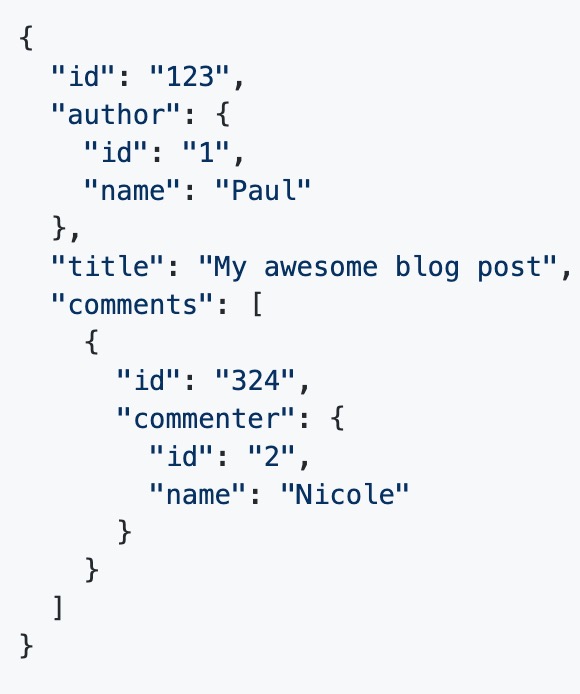 {
  "id": "123",
  "author": {
    "id": "1",
    "name": "Paul"
  },
  "title": "My awesome blog post",
  "comments": [
    {
      "id": "324",
      "commenter": {
        "id": "2",
        "name": "Nicole"
      }
    }
  ]
}